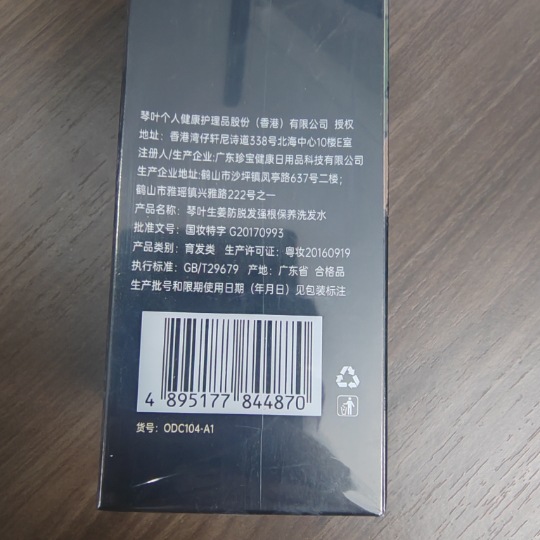 琴叶个人健康护理品股份（香港）有限公司 授权
地址：香港湾仔轩尼诗道338号北海中心10楼E室
注册人/生产企业:广东珍宝健康日用品科技有限公司
生产企业地址:鹤山市沙坪镇凤亭路637号二楼；
鹤山市雅瑶镇兴雅路222号之一
产品名称：琴叶生姜防脱发强根保养洗发水
批准文号：国妆特字 G20170993
产品类别：育发类 生产许可证：粤妆20160919
执行标准：GB/T29679 产地：广东省 合格品
生产批号和限期使用日期（年月日）见包装标注
4 895177 844870
货号：ODC104-A1